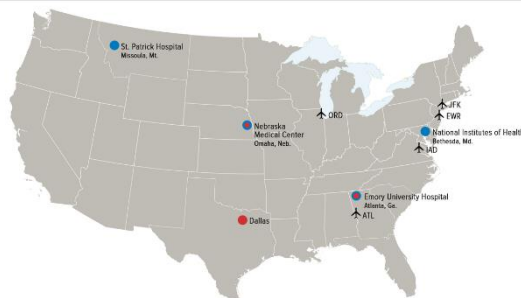 St. Patrick Hospital
Missoula, Mt.
ORD
JFK
EWR
Nebraska
Medical Center
Omaha, Neb.
National Institutes of Health
Bethesda, Md.
IAD
Emory University Hospital
Atlanta, Ga.
ATL
Dallas